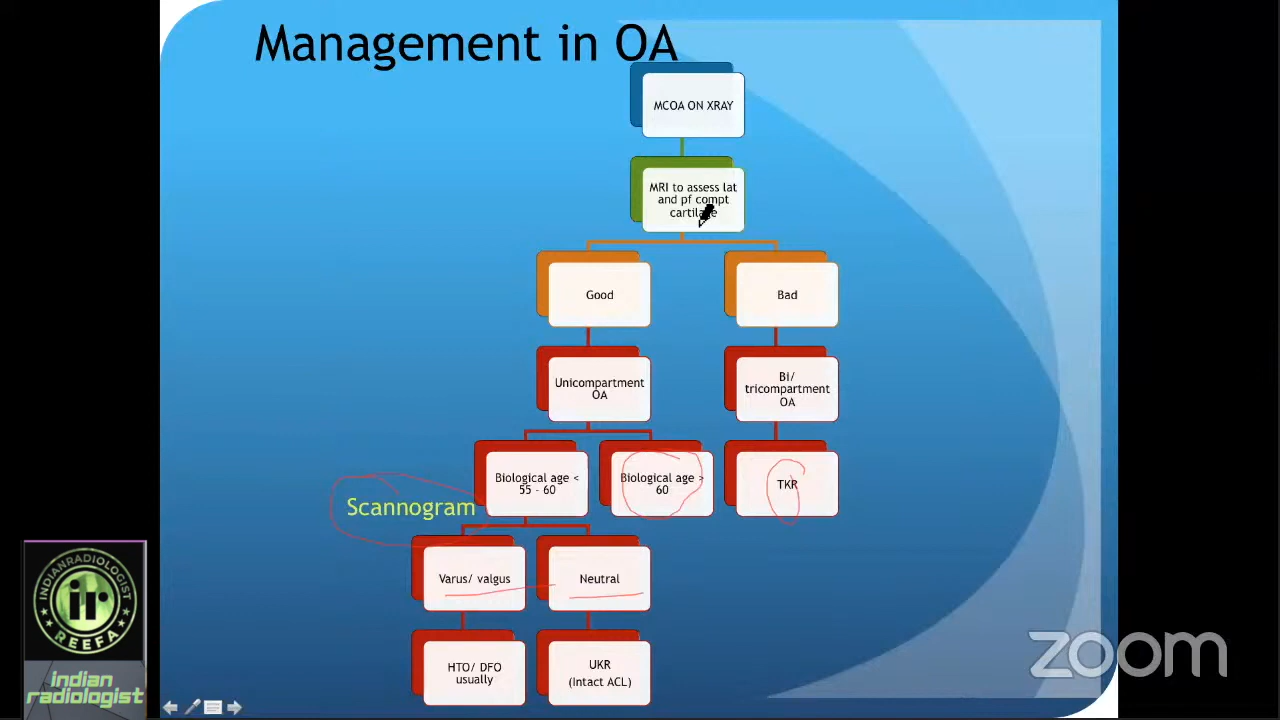 Management in OA
MCOA ON XRAY
MRI to assess lat
and pf compt
cartilage
Good
Bad
Unicompartment
OA
Bi/
tricompartment
OA
Biological age <
55 - 60
Biological age >
60
TKR
Scannogram
Varus/ valgus
Neutral
HTO/ DFO
usually
UKR
(intact ACL)
INDIANRADIOLOGIST
ir
REEFA
indian
radiologist
zoom